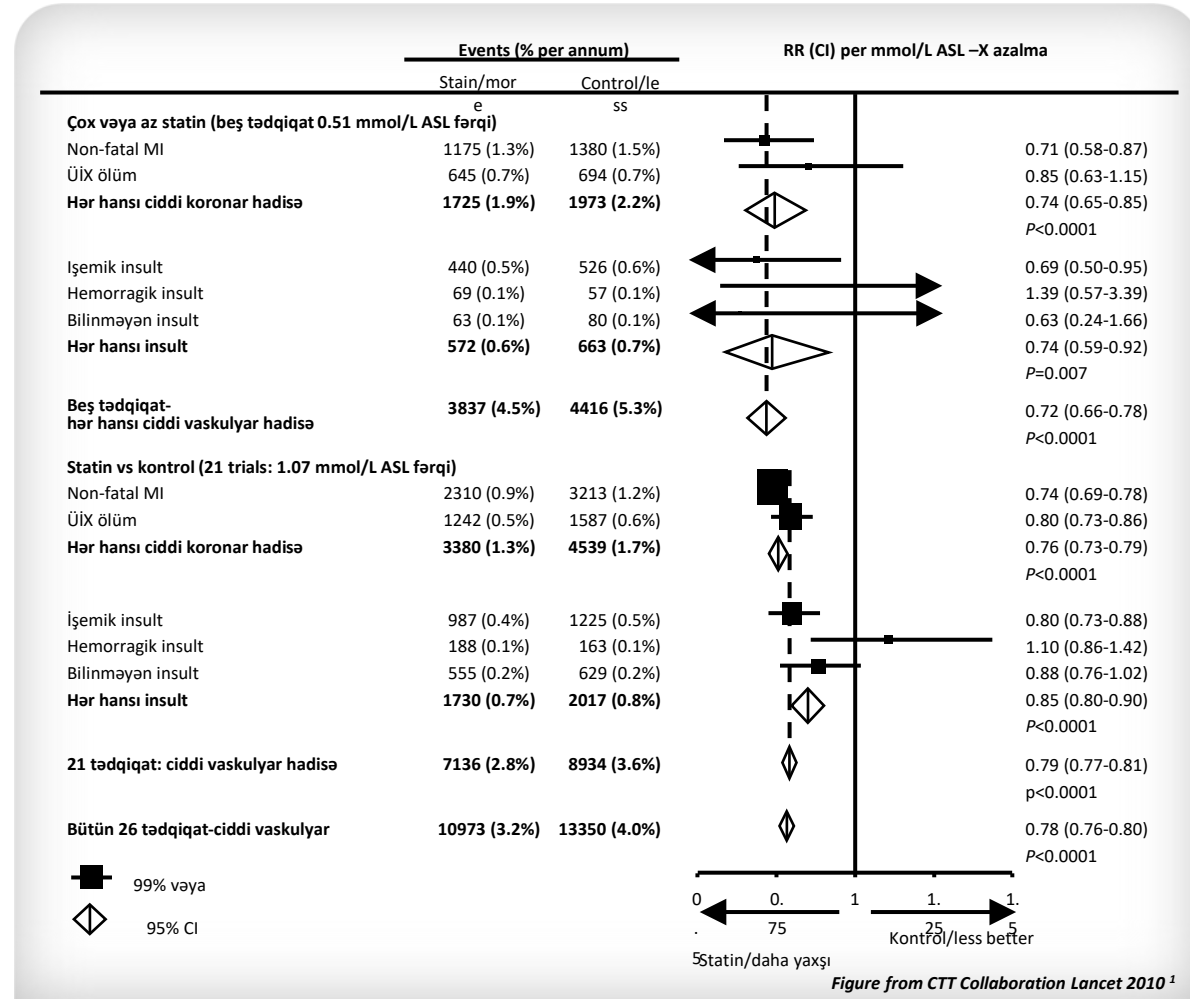 Events (% per annum) RR (CI) per mmol/L ASL –X azalma
Stain/mor Control/le
e ss
Çox vəya az statin (beş tədqiqat 0.51 mmol/L ASL fərqi)
Non-fatal MI 1175 (1.3%) 1380 (1.5%) 0.71 (0.58-0.87)
ÜİX ölüm 645 (0.7%) 694 (0.7%) 0.85 (0.63-1.15)
Hər hansı ciddi koronar hadisə 1725 (1.9%) 1973 (2.2%) 0.74 (0.65-0.85)
P<0.0001
Işemik insult 440 (0.5%) 526 (0.6%) 0.69 (0.50-0.95)
Hemorragik insult 69 (0.1%) 57 (0.1%) 1.39 (0.57-3.39)
Bilinməyən insult 63 (0.1%) 80 (0.1%) 0.63 (0.24-1.66)
Hər hansı insult 572 (0.6%) 663 (0.7%) 0.74 (0.59-0.92)
P=0.007
Beş tədqiqat-
hər hansı ciddi vaskulyar hadisə 3837 (4.5%) 4416 (5.3%) 0.72 (0.66-0.78)
P<0.0001
Statin vs kontrol (21 trials: 1.07 mmol/L ASL fərqi)
Non-fatal MI 2310 (0.9%) 3213 (1.2%) 0.74 (0.69-0.78)
ÜİX ölüm 1242 (0.5%) 1587 (0.6%) 0.80 (0.73-0.86)
Hər hansı ciddi koronar hadisə 3380 (1.3%) 4539 (1.7%) 0.76 (0.73-0.79)
P<0.0001
İşemik insult 987 (0.4%) 1225 (0.5%) 0.80 (0.73-0.88)
Hemorragik insult 188 (0.1%) 163 (0.1%) 1.10 (0.86-1.42)
Bilinməyən insult 555 (0.2%) 629 (0.2%) 0.88 (0.76-1.02)
Hər hansı insult 1730 (0.7%) 2017 (0.8%) 0.85 (0.80-0.90)
P<0.0001
21 tədqiqat: ciddi vaskulyar hadisə 7136 (2.8%) 8934 (3.6%) 0.79 (0.77-0.81)
p<0.0001
Bütün 26 tədqiqat-ciddi vaskulyar 10973 (3.2%) 13350 (4.0%) 0.78 (0.76-0.80)
P<0.0001
99% vəya
95% CI
0 0. 1 1. 1.
. 75 25 5
5
Kontrol/less better
Statin/daha yaxşı
Figure from CTT Collaboration Lancet 2010 1